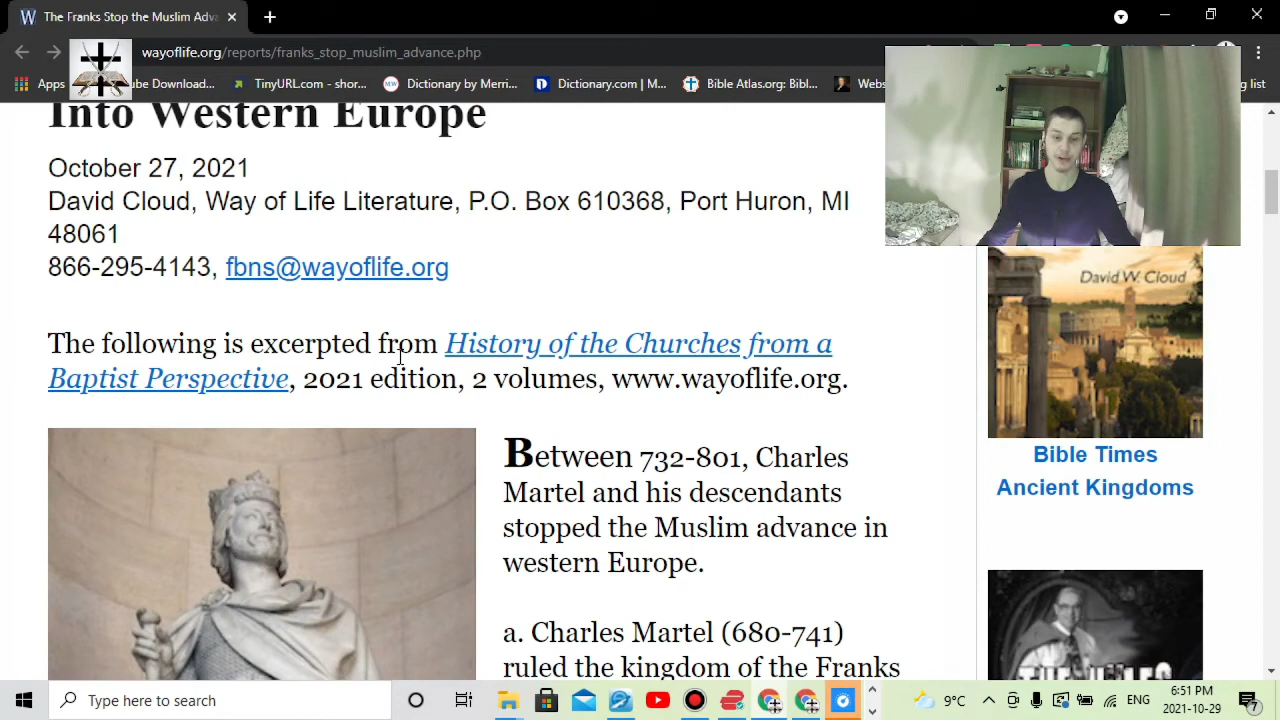 The Franks Stop the Muslim Adva
wayoflife.org/reports/franks_stop_muslim_advance.php
Apps
ube Download...
TinyURL.com - shor...
Dictionary by Merri...
Dictionary.com | M...
Bible Atlas.org: Bibl...
Webs
g list
Into Western Europe
October 27, 2021
David Cloud, Way of Life Literature, P.O. Box 610368, Port Huron, MI
48061
866-295-4143, fbns@wayoflife.org
The following is excerpted from History of the Churches from a
Baptist Perspective, 2021 edition, 2 volumes, www.wayoflife.org.
Between 732-801, Charles
Martel and his descendants
stopped the Muslim advance in
western Europe.
a. Charles Martel (680-741)
ruled the kingdom of the Franks
David W. Cloud
Bible Times
Ancient Kingdoms
Type here to search
9°C
ENG
6:51 PM
2021-10-29
7